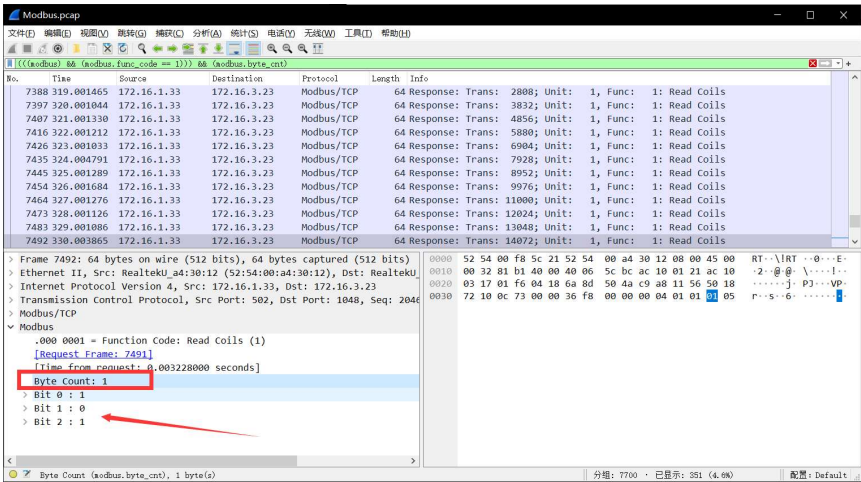 Modbus.pcap
文件(F) 编辑(E) 视图(V) 跳转(G) 捕获(C) 分析(A) 统计(S) 电话(Y) 无线(W) 工具(T) 帮助(H)
(((modbus) && (modbus.func_code == 1))) && (modbus.byte_cnt)
No. Time Source Destination Protocol Length Info
7388 319.001465 172.16.1.33 172.16.3.23 Modbus/TCP 64 Response: Trans: 2808; Unit: 1, Func: 1: Read Coils
7397 320.001044 172.16.1.33 172.16.3.23 Modbus/TCP 64 Response: Trans: 3832; Unit: 1, Func: 1: Read Coils
7407 321.001330 172.16.1.33 172.16.3.23 Modbus/TCP 64 Response: Trans: 4856; Unit: 1, Func: 1: Read Coils
7416 322.001212 172.16.1.33 172.16.3.23 Modbus/TCP 64 Response: Trans: 5880; Unit: 1, Func: 1: Read Coils
7426 323.001033 172.16.1.33 172.16.3.23 Modbus/TCP 64 Response: Trans: 6904; Unit: 1, Func: 1: Read Coils
7435 324.004791 172.16.1.33 172.16.3.23 Modbus/TCP 64 Response: Trans: 7928; Unit: 1, Func: 1: Read Coils
7445 325.001289 172.16.1.33 172.16.3.23 Modbus/TCP 64 Response: Trans: 8952; Unit: 1, Func: 1: Read Coils
7454 326.001684 172.16.1.33 172.16.3.23 Modbus/TCP 64 Response: Trans: 9976; Unit: 1, Func: 1: Read Coils
7464 327.001276 172.16.1.33 172.16.3.23 Modbus/TCP 64 Response: Trans: 11000; Unit: 1, Func: 1: Read Coils
7473 328.001126 172.16.1.33 172.16.3.23 Modbus/TCP 64 Response: Trans: 12024; Unit: 1, Func: 1: Read Coils
7483 329.001086 172.16.1.33 172.16.3.23 Modbus/TCP 64 Response: Trans: 13048; Unit: 1, Func: 1: Read Coils
7492 330.003865 172.16.1.33 172.16.3.23 Modbus/TCP 64 Response: Trans: 14072; Unit: 1, Func: 1: Read Coils
Frame 7492: 64 bytes on wire (512 bits), 64 bytes captured (512 bits)
Ethernet II, Src: RealtekU_a4:30:12 (52:54:00:a4:30:12), Dst: RealtekU_
Internet Protocol Version 4, Src: 172.16.1.33, Dst: 172.16.3.23
Transmission Control Protocol, Src Port: 502, Dst Port: 1048, Seq: 2046
Modbus/TCP
Modbus
.000 0001 = Function Code: Read Coils (1)
[Request Frame: 7491]
[Time from request: 0.003228000 seconds]
Byte Count: 1
Bit 0 : 1
Bit 1 : 0
Bit 2 : 1
0000 52 54 00 f8 5c 21 52 54 00 a4 30 12 08 00 45 00 RT··\!RT ··0···E·
0010 00 32 81 b1 40 00 40 06 5c bc ac 10 01 21 ac 10 ·2··@·@· \····!··
0020 03 17 01 f6 04 18 6a 8d 50 4a c9 a8 11 56 50 18 ······j· PJ···VP·
0030 72 10 0c 73 00 00 36 f8 00 00 00 04 01 01 01 05 r··s··6· ········
Byte Count (modbus.byte_cnt), 1 byte(s) 分组: 7700 · 已显示: 351 (4.6%) 配置: Default